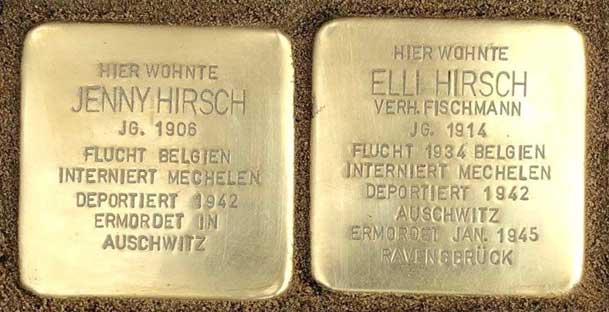 HIER WOHNTE
JENNY HIRSCH
JG. 1906
FLUCHT BELGIEN
INTERNIERT MECHELEN
DEPORTIERT 1942
ERMORDET IN
AUSCHWITZ
HIER WOHNTE
ELLI HIRSCH
VERH. FISCHMANN
JG. 1914
FLUCHT 1934 BELGIEN
INTERNIERT MECHELEN
DEPORTIERT 1942
AUSCHWITZ
ERMORDET JAN. 1945
RAVENSBRÜCK